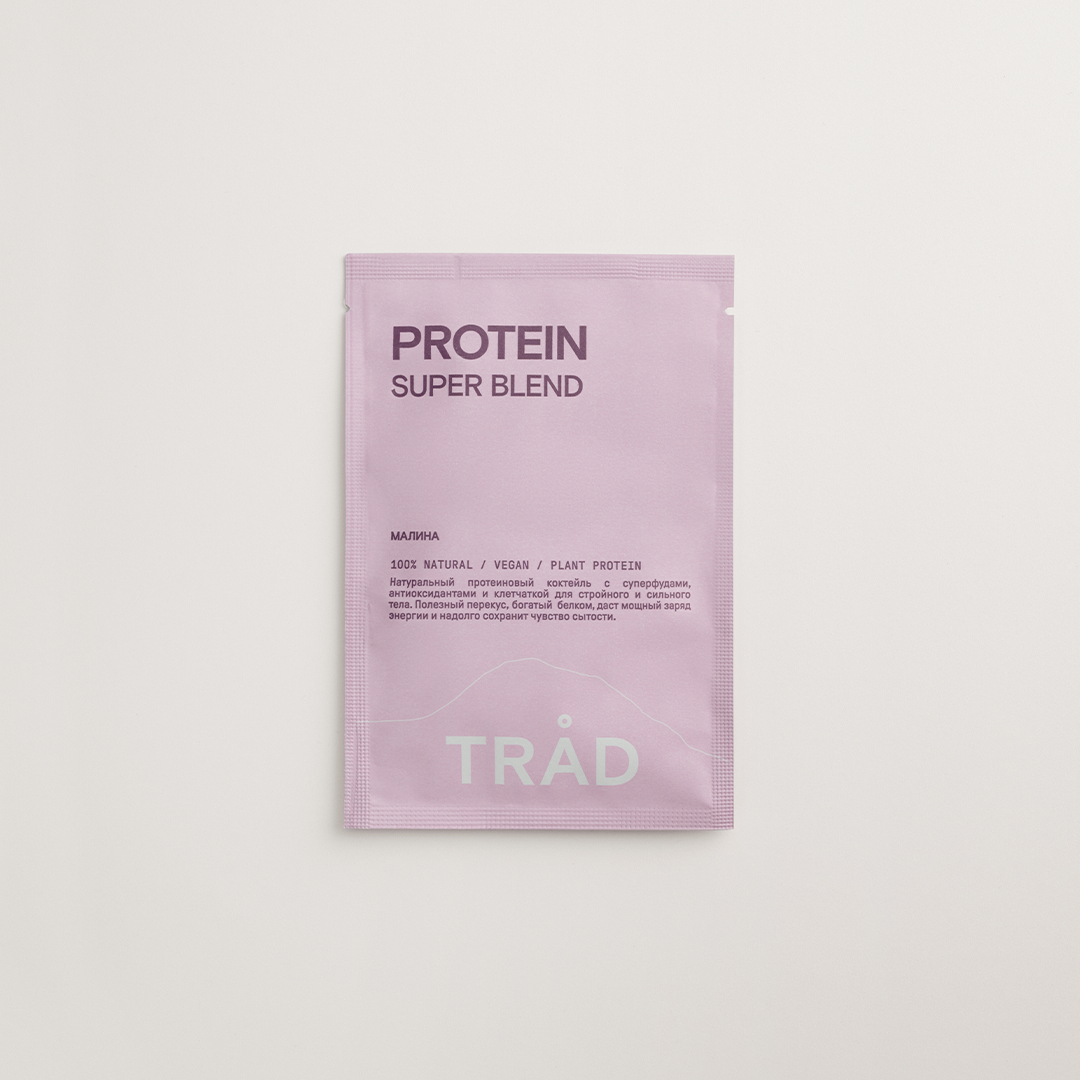 PROTEIN
SUPER BLEND
МАЛИНА
100% NATURAL / VEGAN / PLANT PROTEIN
Натуральный протеиновый коктейль с суперфудами,
антиоксидантами и клетчаткой для стройного и сильного
тела. Полезный перекус, богатый белком, даст мощный заряд
энергии и надолго сохранит чувство сытости.
TRÅD